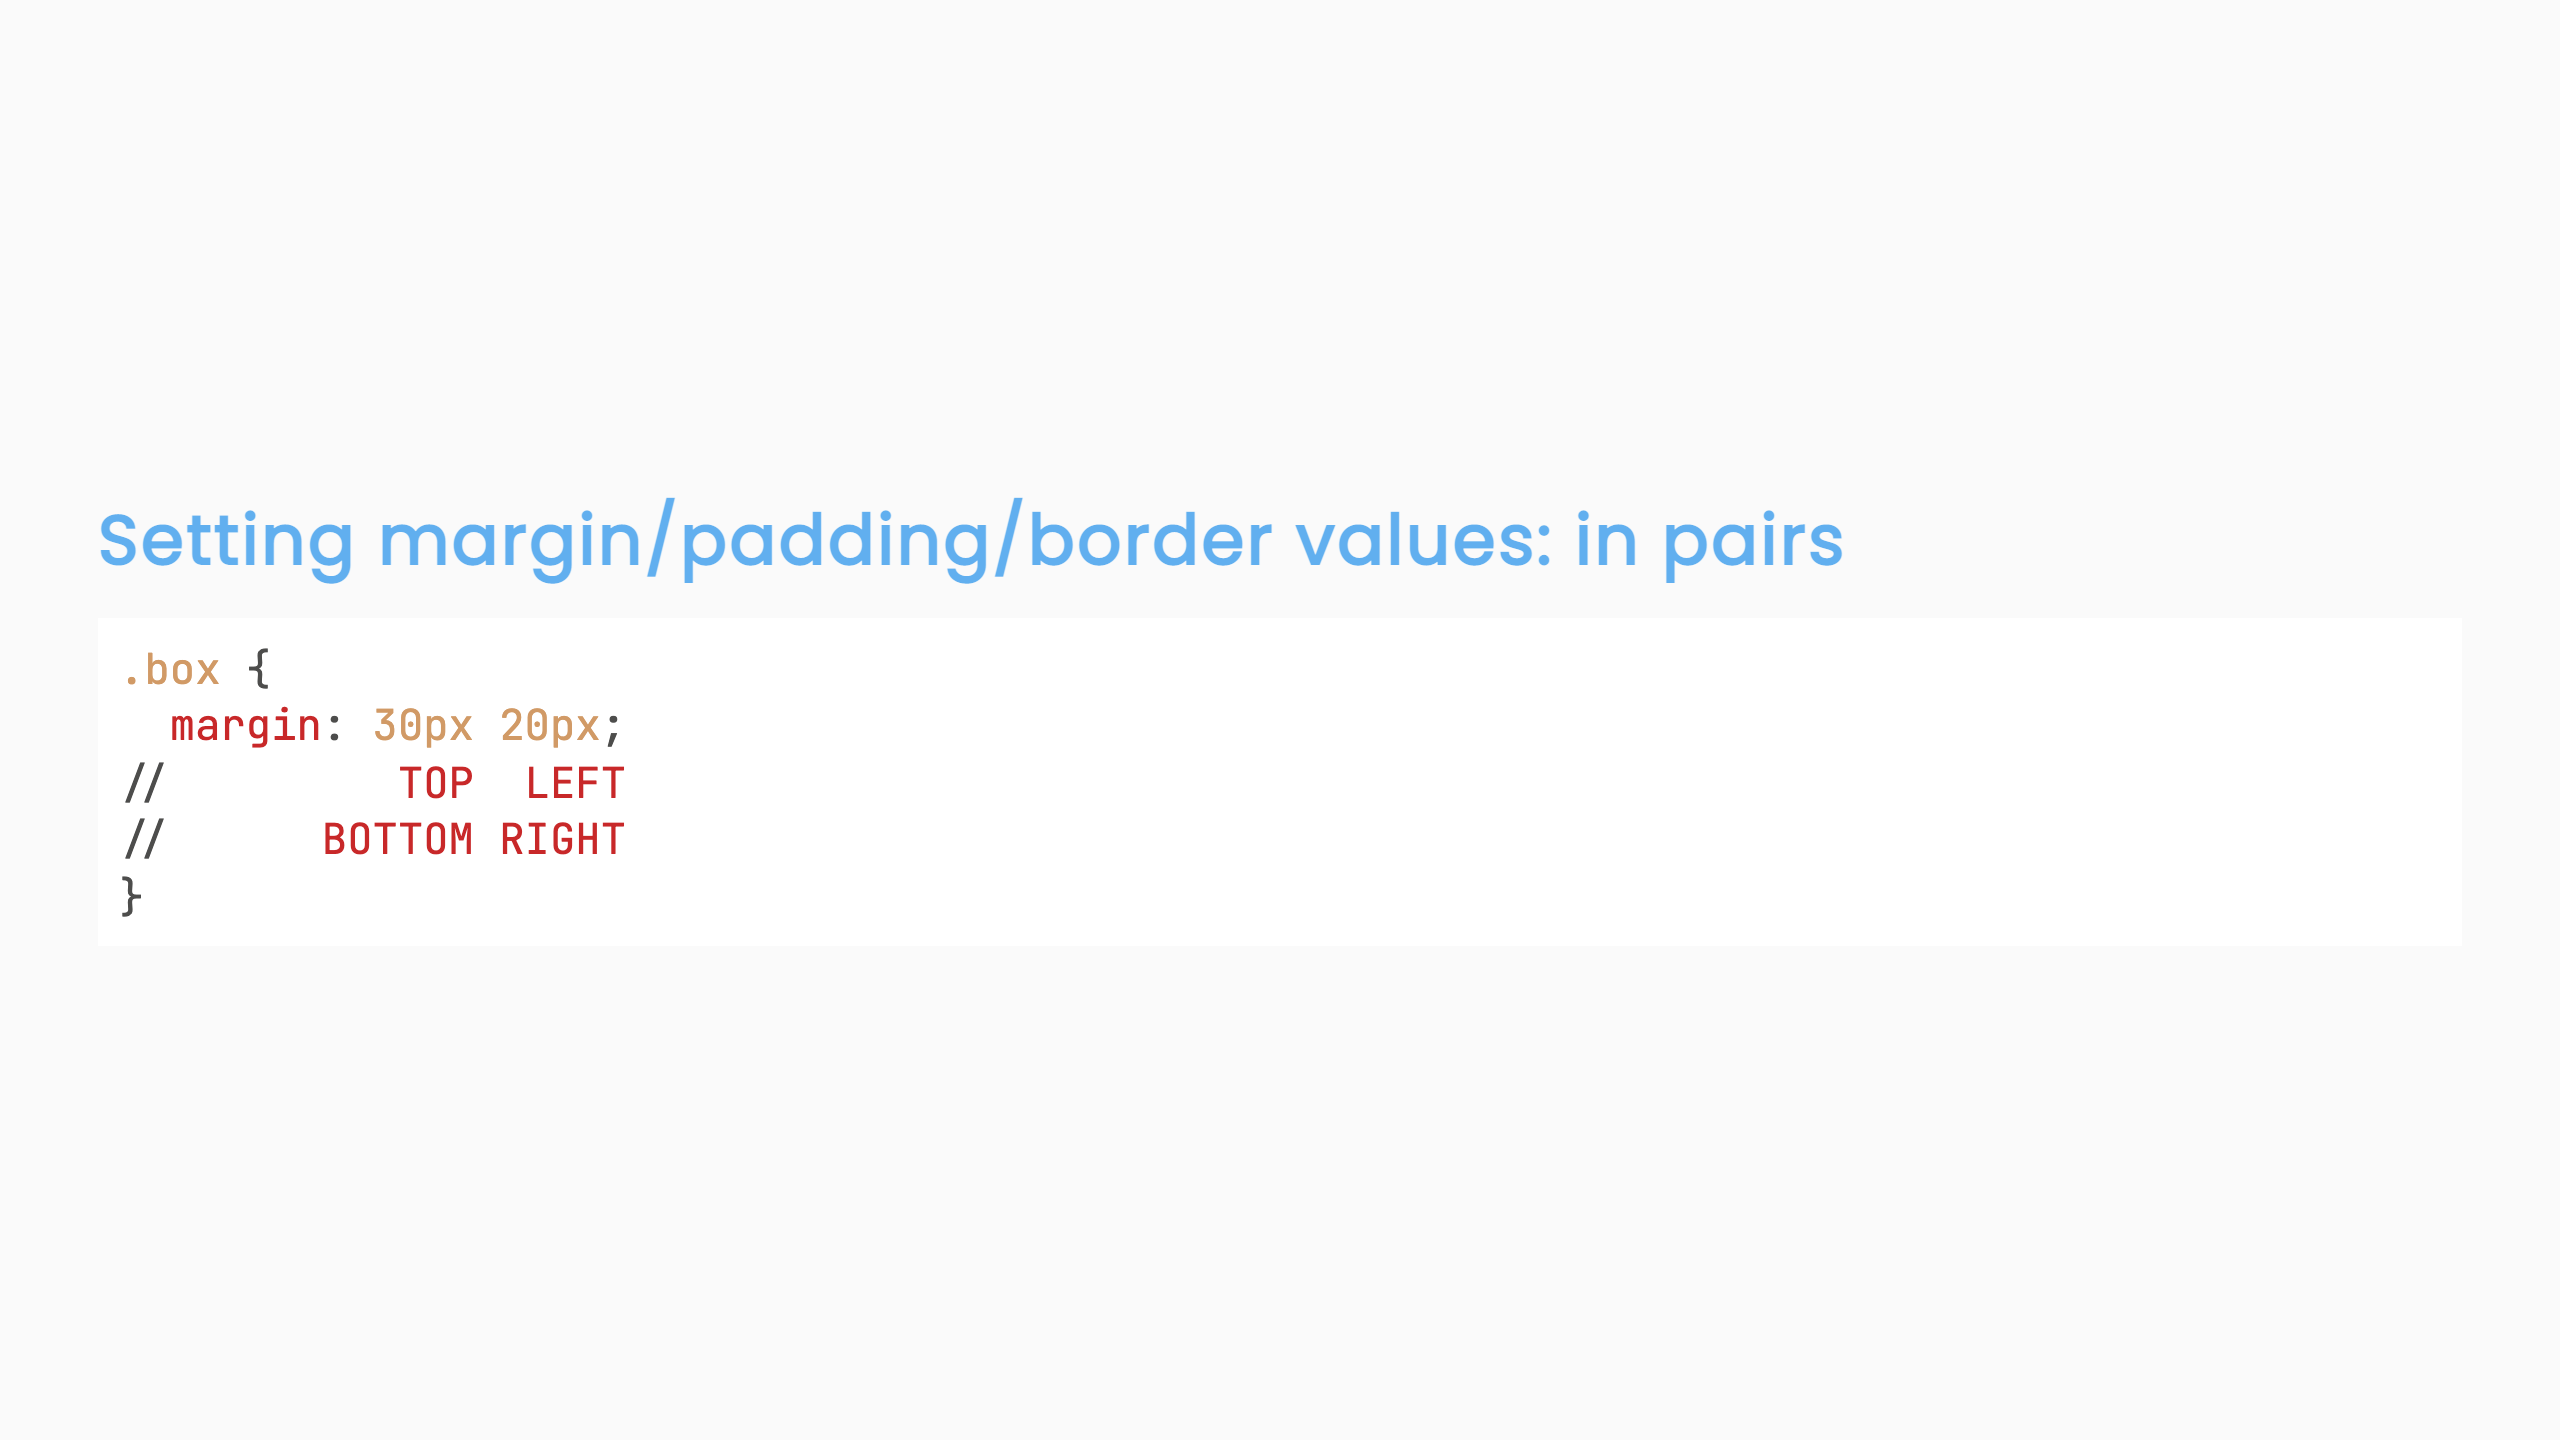 Setting margin/padding/border values: in pairs
.box {
  margin: 30px 20px;
//         TOP  LEFT
//      BOTTOM RIGHT
}